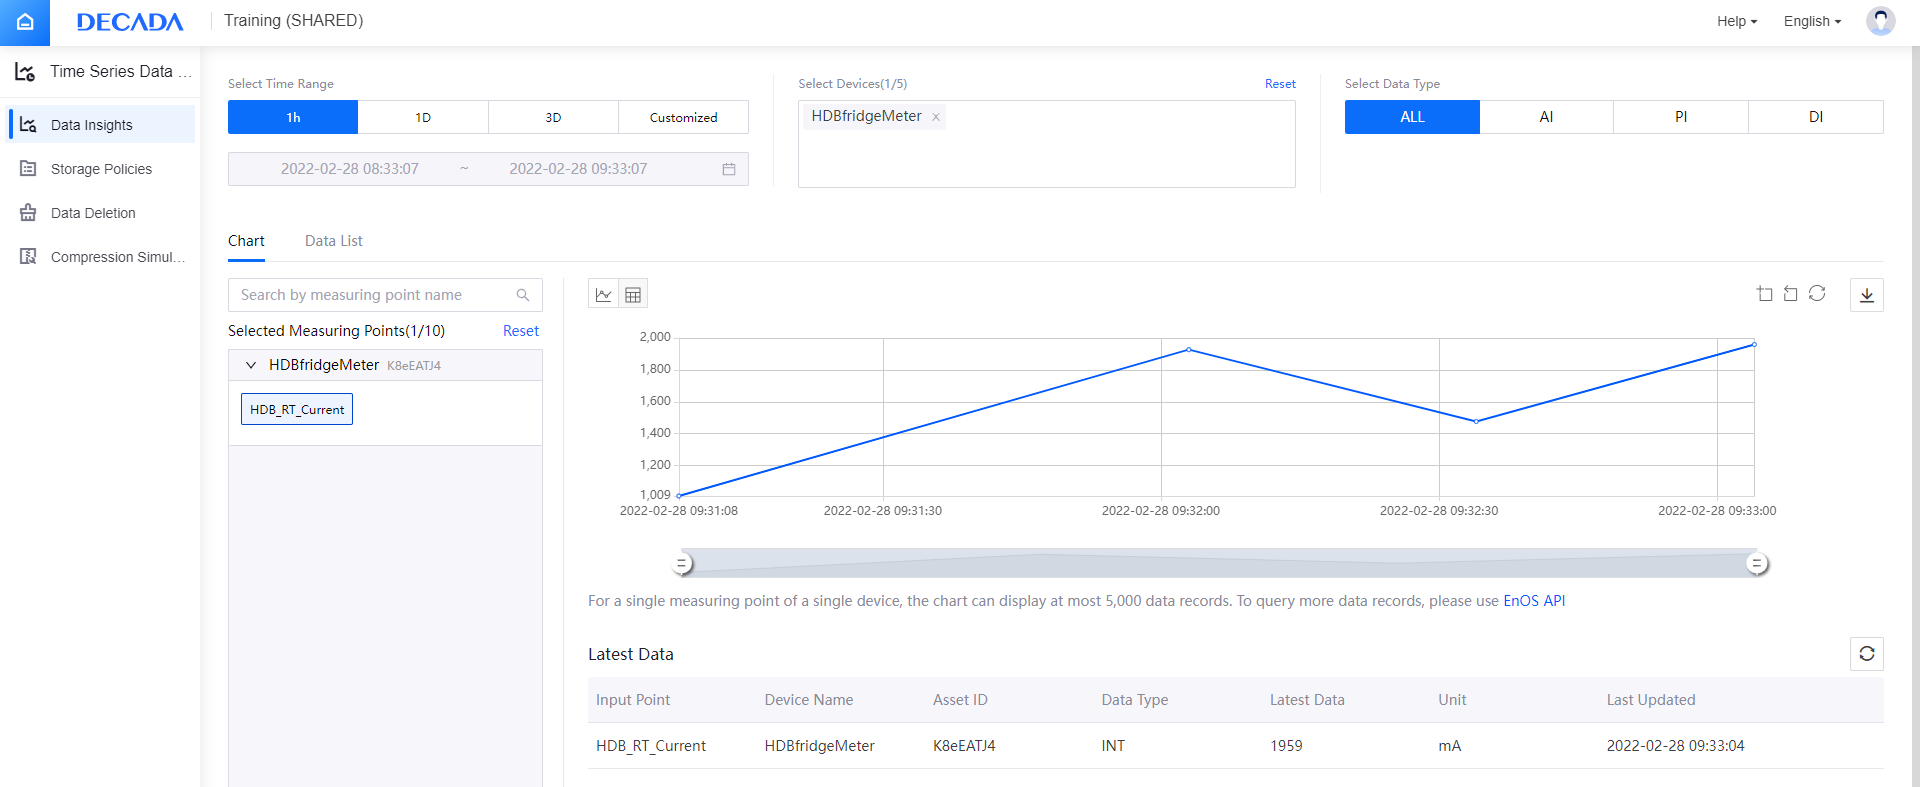 DECADA
Training (SHARED)
Help
English
Time Series Data ...
Data Insights
Storage Policies
Data Deletion
Compression Simul...
Select Time Range
1h
1D
3D
Customized
2022-02-28 08:33:07 ~ 2022-02-28 09:33:07
Select Devices(1/5)
Reset
HDBfridgeMeter ×
Select Data Type
ALL
AI
PI
DI
Chart
Data List
Search by measuring point name
Selected Measuring Points(1/10)
Reset
HDBfridgeMeter K8eEATJ4
HDB_RT_Current
2,000
1,800
1,600
1,400
1,200
1,009
2022-02-28 09:31:08
2022-02-28 09:31:30
2022-02-28 09:32:00
2022-02-28 09:32:30
2022-02-28 09:33:00
For a single measuring point of a single device, the chart can display at most 5,000 data records. To query more data records, please use EnOS API
Latest Data
Input Point Device Name Asset ID Data Type Latest Data Unit Last Updated
HDB_RT_Current HDBfridgeMeter K8eEATJ4 INT 1959 mA 2022-02-28 09:33:04